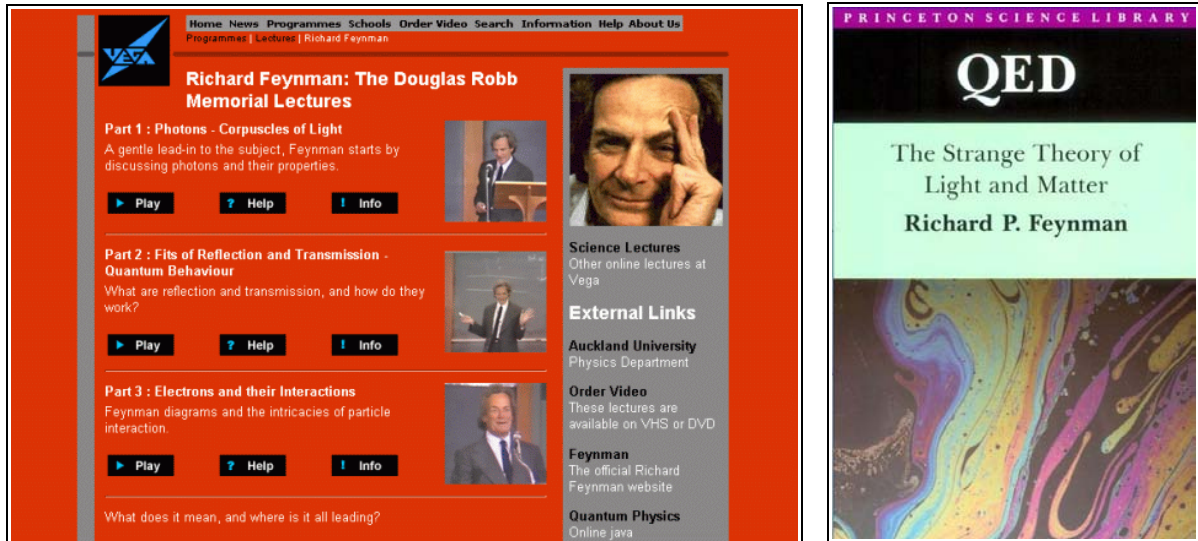 Home News Programmes Schools Order Video Search Information Help About Us
Programmes | Lectures | Richard Feynman
VEGA
Richard Feynman: The Douglas Robb
Memorial Lectures
Part 1 : Photons - Corpuscles of Light
A gentle lead-in to the subject, Feynman starts by
discussing photons and their properties.
Play
? Help
! Info
Part 2 : Fits of Reflection and Transmission -
Quantum Behaviour
What are reflection and transmission, and how do they
work?
Play
? Help
! Info
Part 3 : Electrons and their Interactions
Feynman diagrams and the intricacies of particle
interaction.
Play
? Help
! Info
What does it mean, and where is it all leading?
Science Lectures
Other online lectures at
Vega
External Links
Auckland University
Physics Department
Order Video
These lectures are
available on VHS or DVD
Feynman
The official Richard
Feynman website
Quantum Physics
Online java
PRINCETON SCIENCE LIBRARY
QED
The Strange Theory of
Light and Matter
Richard P. Feynman